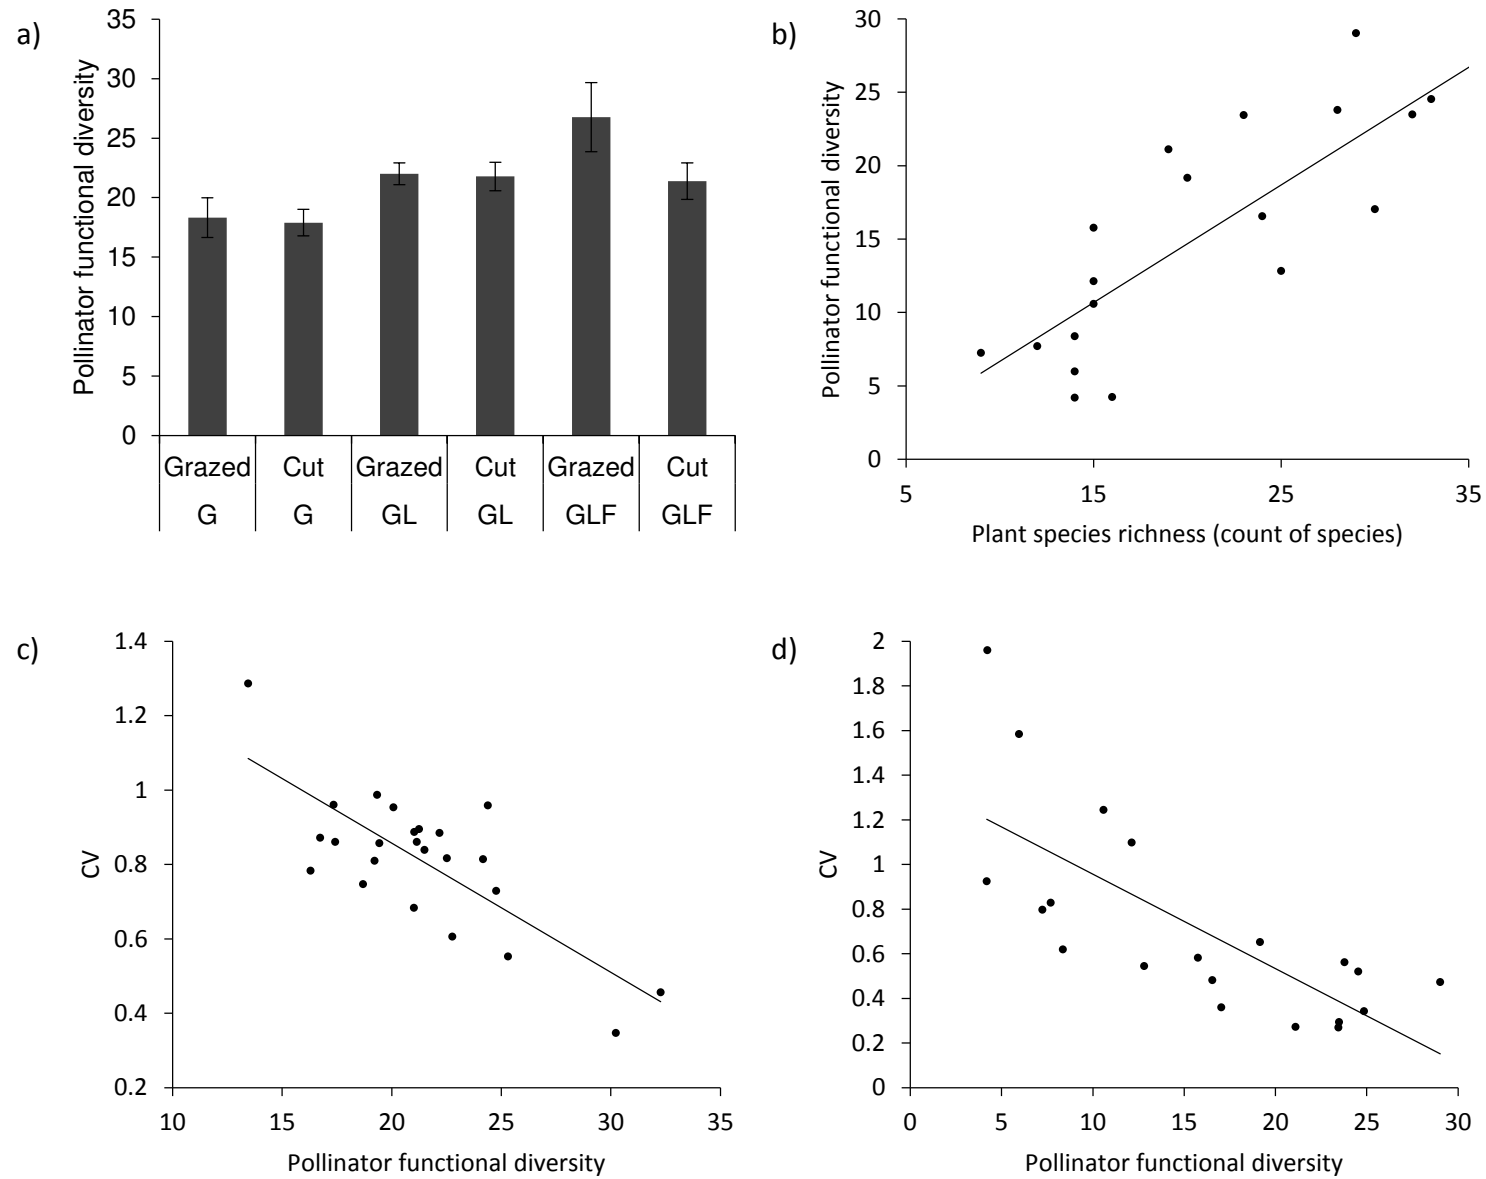 a)
Pollinator functional diversity
35
30
25
20
15
10
5
0
Grazed Cut Grazed Cut Grazed Cut
G G GL GL GLF GLF
b)
Pollinator functional diversity
30
25
20
15
10
5
0
5 15 25 35
Plant species richness (count of species)
c)
CV
1.4
1.2
1
0.8
0.6
0.4
0.2
10 15 20 25 30 35
Pollinator functional diversity
d)
CV
2
1.8
1.6
1.4
1.2
1
0.8
0.6
0.4
0.2
0
0 5 10 15 20 25 30
Pollinator functional diversity